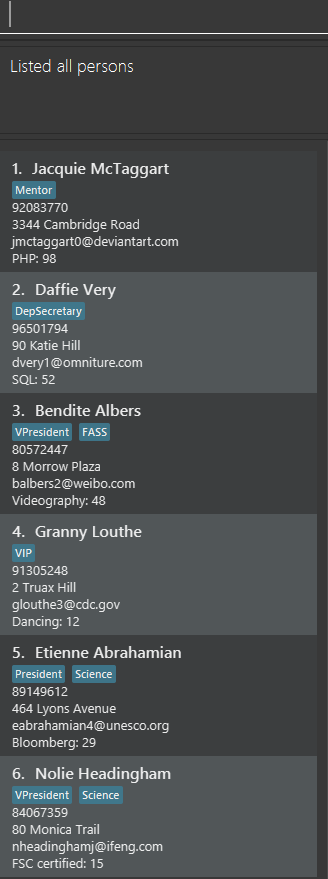 Listed all persons
1. Jacquie McTaggart
Mentor
92083770
3344 Cambridge Road
jmctaggart0@deviantart.com
PHP: 98
2. Daffie Very
DepSecretary
96501794
90 Katie Hill
dvery1@omniture.com
SQL: 52
3. Bendite Albers
VPresident FASS
80572447
8 Morrow Plaza
balbers2@weibo.com
Videography: 48
4. Granny Louthe
VIP
91305248
2 Truax Hill
glouthe3@cdc.gov
Dancing: 12
5. Etienne Abrahamian
President Science
89149612
464 Lyons Avenue
eabrahamian4@unesco.org
Bloomberg: 29
6. Nolie Headingham
VPresident Science
84067359
80 Monica Trail
nheadinghamj@ifeng.com
FSC certified: 15